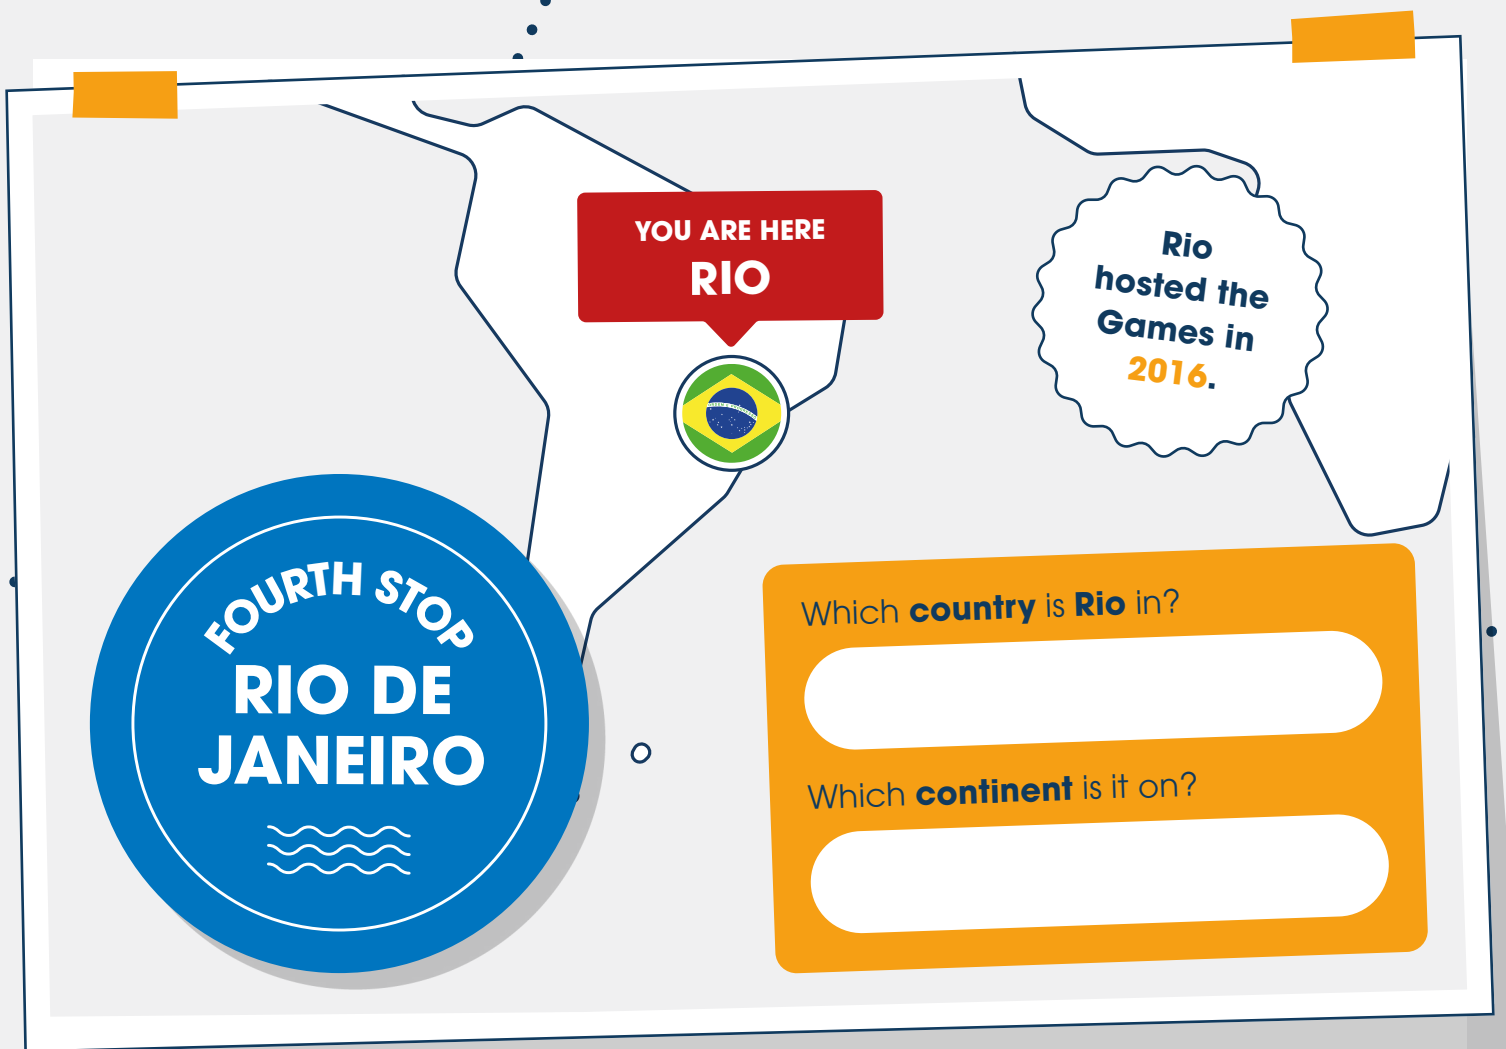 YOU ARE HERE
RIO
Rio
hosted the
Games in
2016.
FOURTH STOP
RIO DE
JANEIRO
Which country is Rio in?
Which continent is it on?